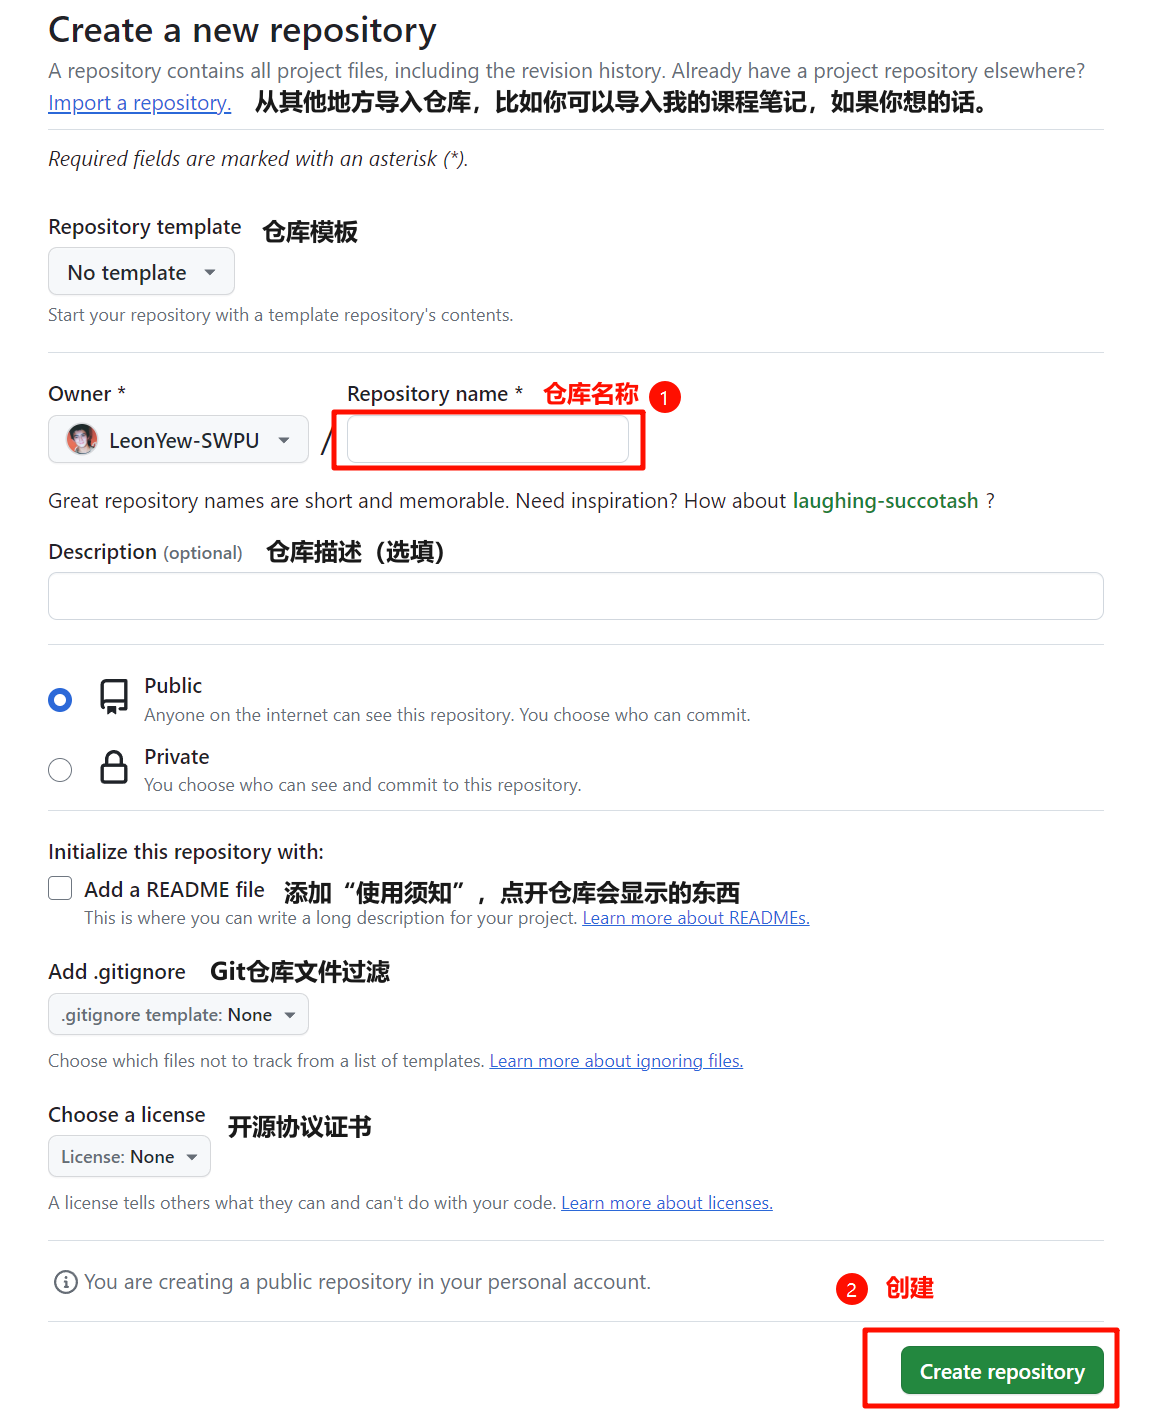 Create a new repository
A repository contains all project files, including the revision history. Already have a project repository elsewhere?
Import a repository. 从其他地方导入仓库，比如你可以导入我的课程笔记，如果你想的话。
Required fields are marked with an asterisk (*).
Repository template 仓库模板
No template
Start your repository with a template repository's contents.
Owner * Repository name * 仓库名称 1
LeonYew-SWPU /
Great repository names are short and memorable. Need inspiration? How about laughing-succotash ?
Description (optional) 仓库描述（选填）
Public
Anyone on the internet can see this repository. You choose who can commit.
Private
You choose who can see and commit to this repository.
Initialize this repository with:
Add a README file 添加“使用须知”，点开仓库会显示的东西
This is where you can write a long description for your project. Learn more about READMEs.
Add .gitignore Git仓库文件过滤
.gitignore template: None
Choose which files not to track from a list of templates. Learn more about ignoring files.
Choose a license 开源协议证书
License: None
A license tells others what they can and can't do with your code. Learn more about licenses.
You are creating a public repository in your personal account.
2 创建
Create repository